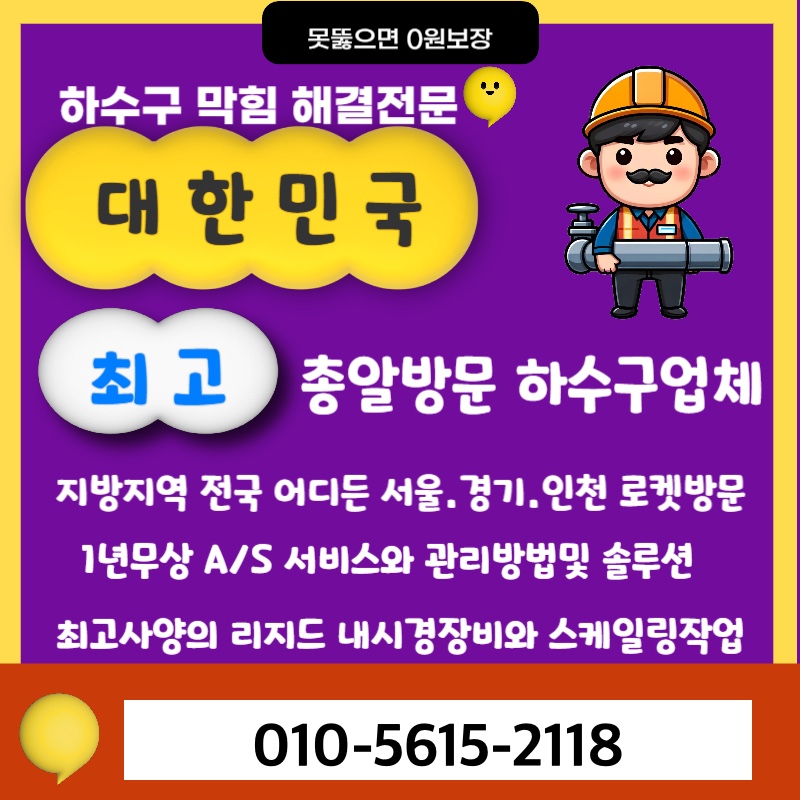 못뚫으면 0원보장
하수구 막힘 해결전문
대한민국
최고 총알방문 하수구업체
지방지역 전국 어디든 서울.경기.인천 로켓방문
1년무상 A/S 서비스와 관리방법및 솔루션
최고사양의 리지드 내시경장비와 스케일링작업
010-5615-2118